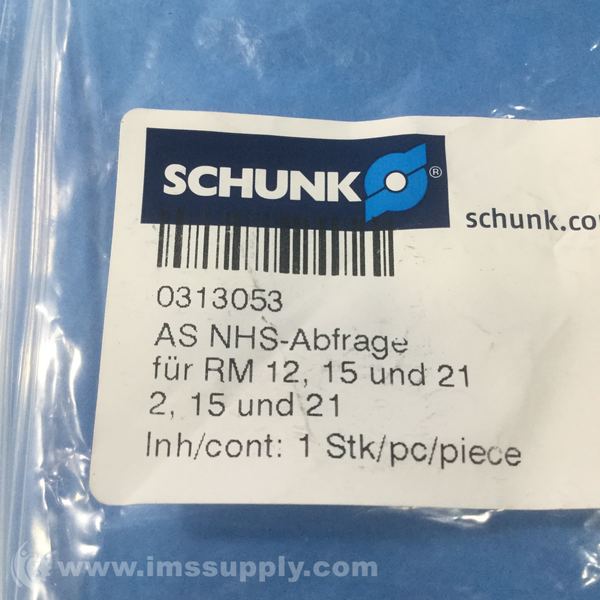 SCHUNK ®
schunk.co
0313053
AS NHS-Abfrage
für RM 12, 15 und 21
2, 15 und 21
Inh/cont: 1 Stk/pc/piece
www.imssupply.com